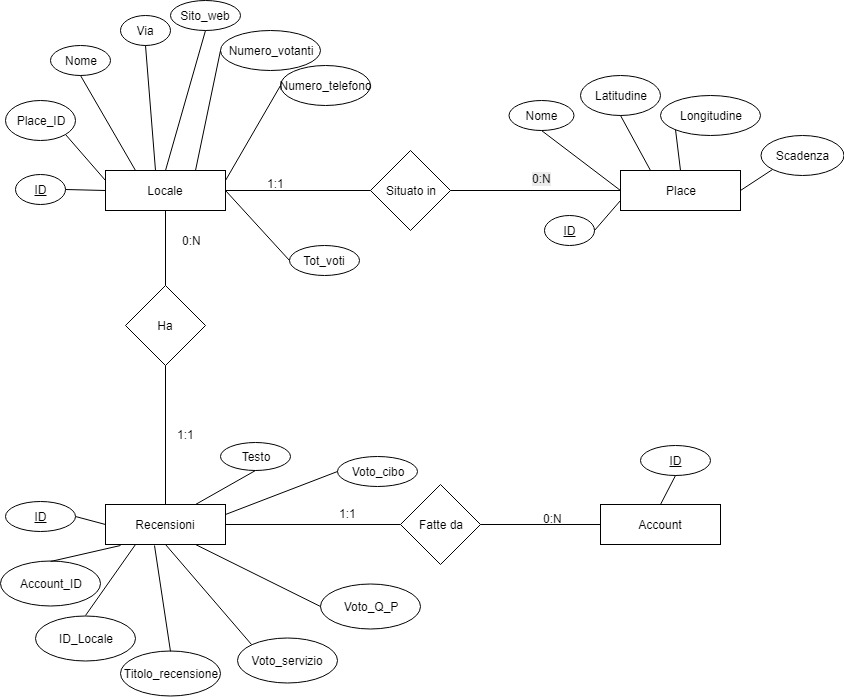 Sito_web
Via
Numero_votanti
Nome
Numero_telefono
Latitudine
Nome
Longitudine
Place_ID
Scadenza
ID
Locale
1:1
Situato in
0:N
Place
ID
0:N
Tot_voti
Ha
1:1
Testo
Voto_cibo
ID
ID
Recensioni
1:1
Fatte da
0:N
Account
Account_ID
Voto_Q_P
ID_Locale
Titolo_recensione
Voto_servizio